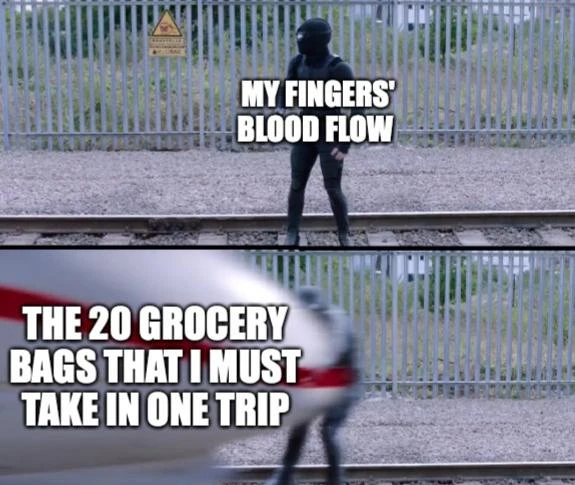 MY FINGERS'
BLOOD FLOW
THE 20 GROCERY
BAGS THAT I MUST
TAKE IN ONE TRIP